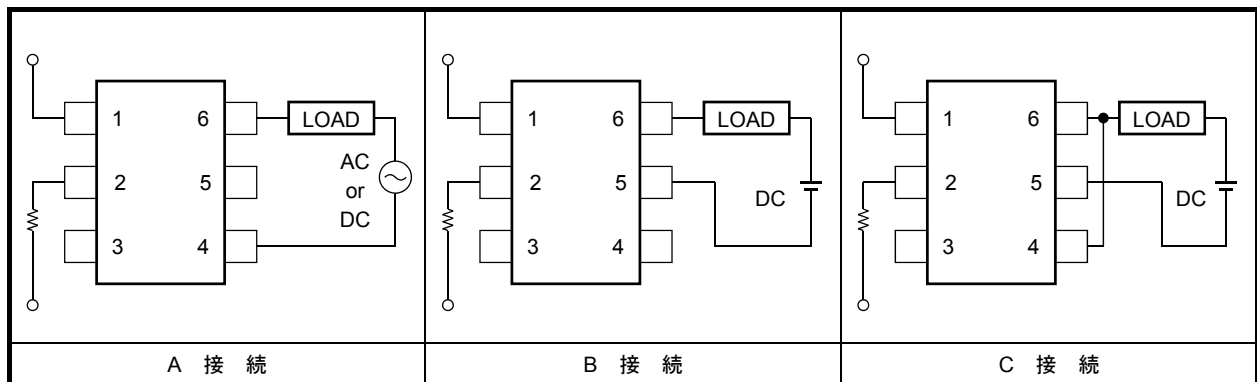 1 6 LOAD
2 5 AC or DC
3 4
A 接 続
1 6 LOAD
2 5 DC
3 4
B 接 続
1 6 LOAD
2 5 DC
3 4
C 接 続